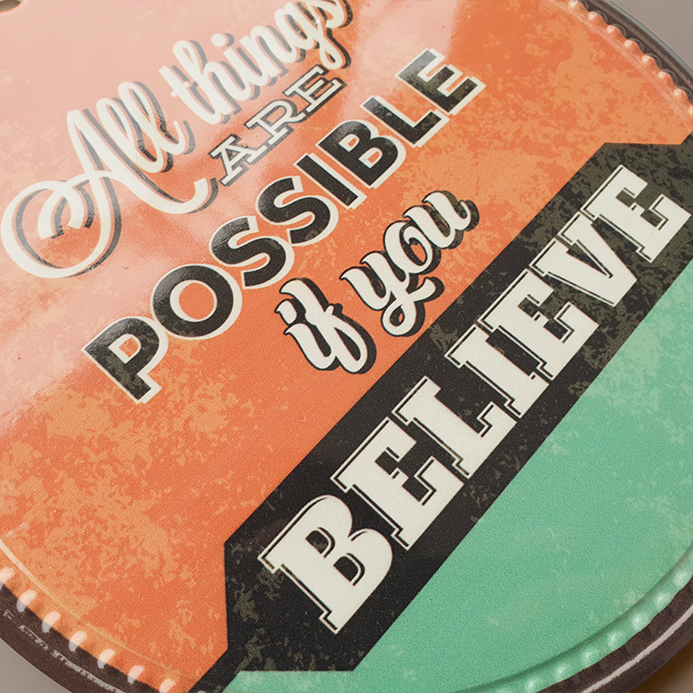 All things
ARE
POSSIBLE
if you
BELIEVE